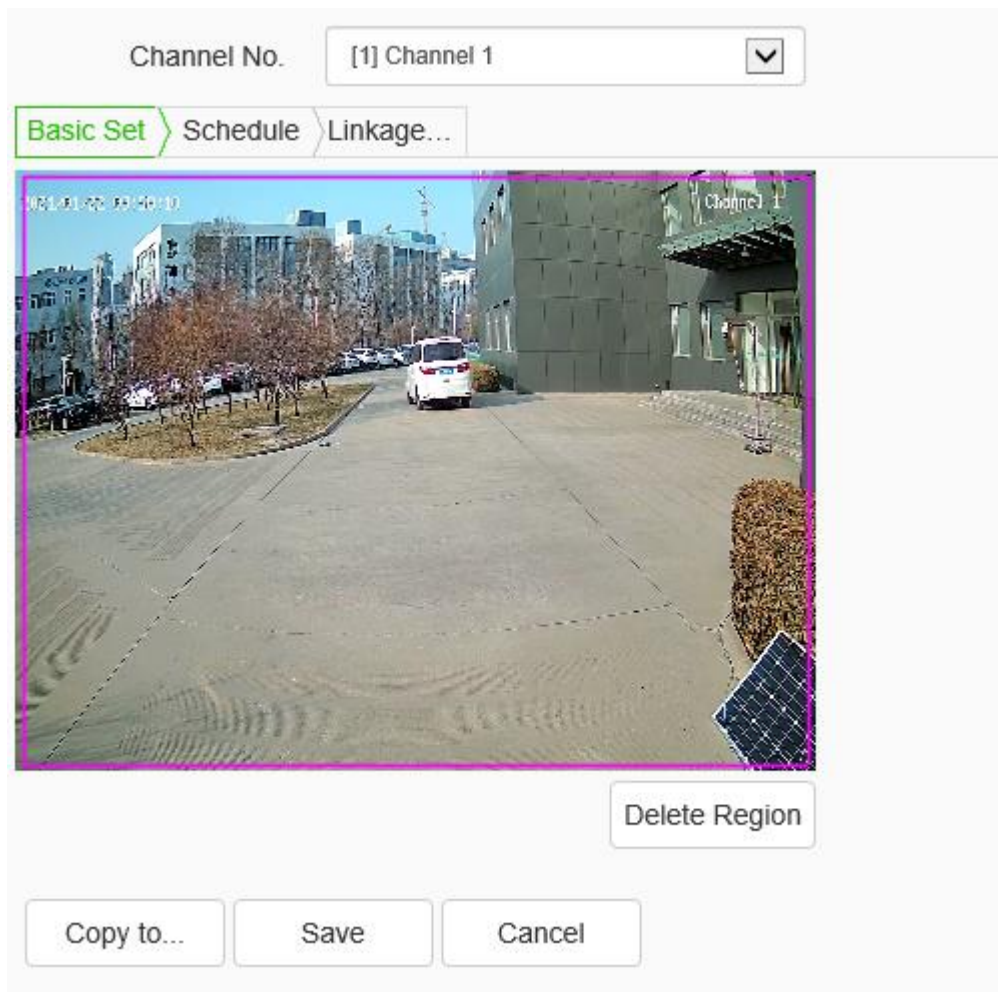 Channel No.
[1] Channel 1
Basic Set
Schedule
Linkage...
Channel 1
Delete Region
Copy to...
Save
Cancel